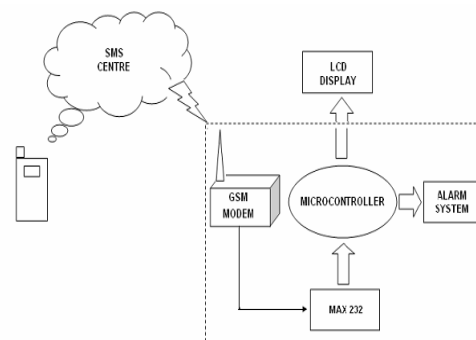 SMS
CENTRE
LCD
DISPLAY
GSM
MODEM
MICROCONTROLLER
ALARM
SYSTEM
MAX 232